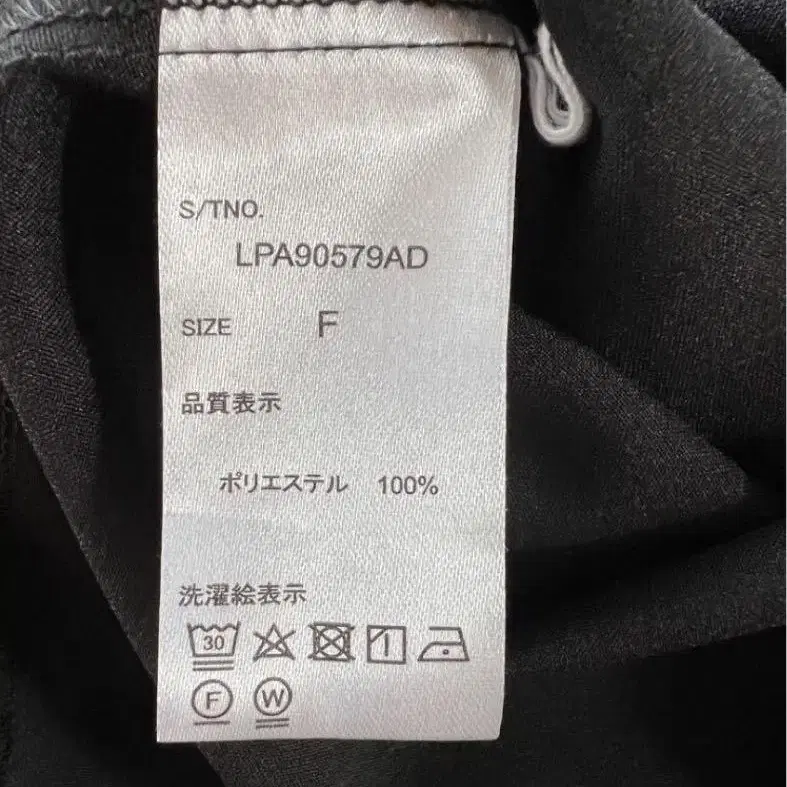 S/TNO.
LPA90579AD
SIZE F
品質表示
ポリエステル 100%
洗濯絵表示
30
F W